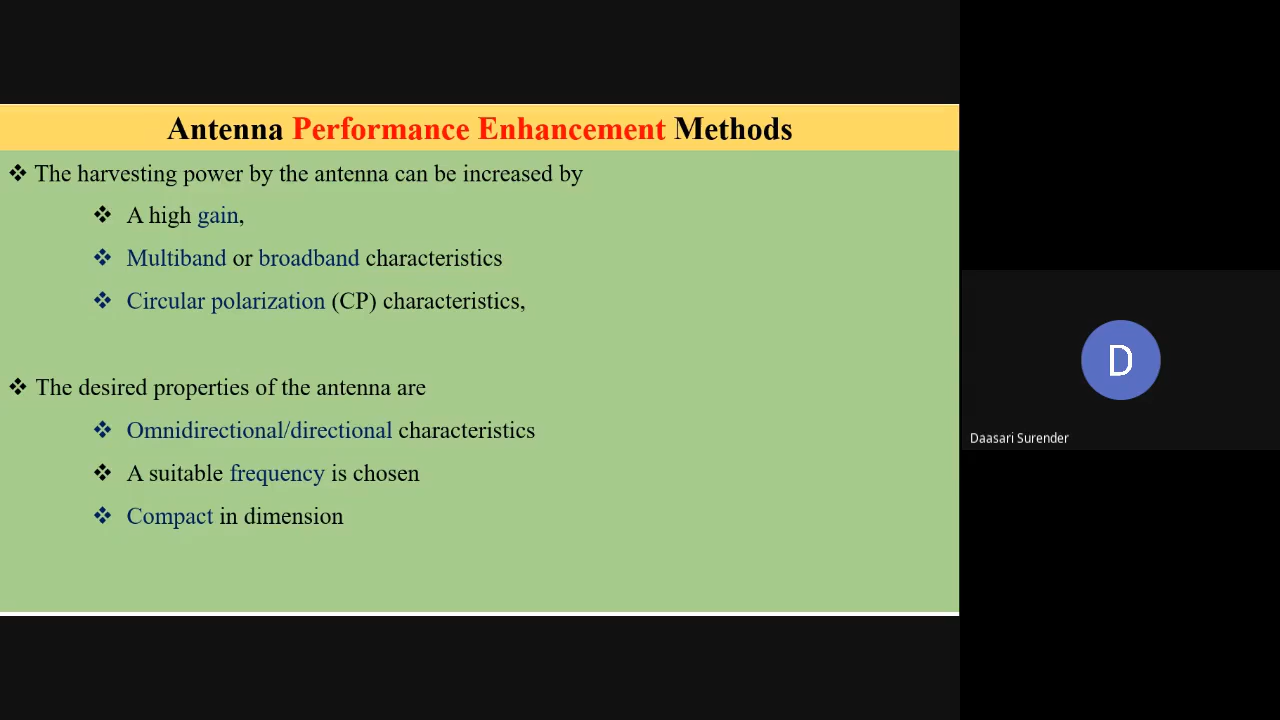 Antenna Performance Enhancement Methods
❖ The harvesting power by the antenna can be increased by
❖ A high gain,
❖ Multiband or broadband characteristics
❖ Circular polarization (CP) characteristics,
❖ The desired properties of the antenna are
❖ Omnidirectional/directional characteristics
❖ A suitable frequency is chosen
❖ Compact in dimension
D
Daasari Surender